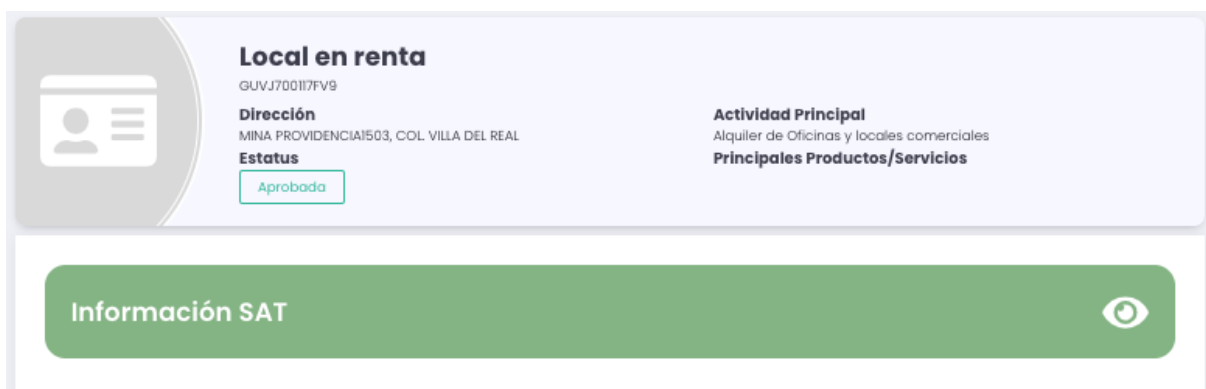 Local en renta
GUVJ700117FV9
Dirección
MINA PROVIDENCIA1503, COL. VILLA DEL REAL
Estatus
Aprobada
Actividad Principal
Alquiler de Oficinas y locales comerciales
Principales Productos/Servicios
Información SAT